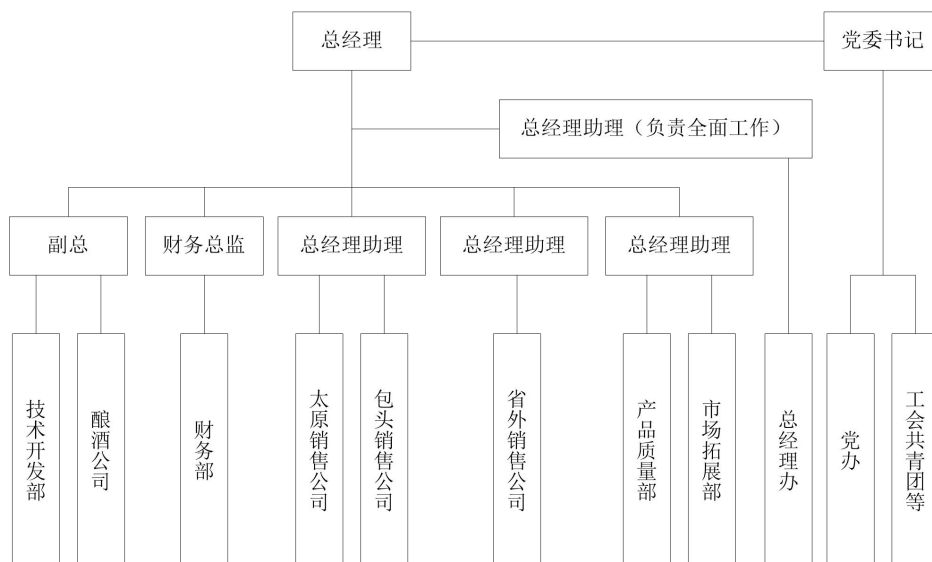 总经理
党委书记
总经理助理（负责全面工作）
副总
财务总监
总经理助理
总经理助理
总经理助理
技术开发部
酿酒公司
财务部
太原销售公司
包头销售公司
省外销售公司
产品质量部
市场拓展部
总经理办
党办
工会共青团等